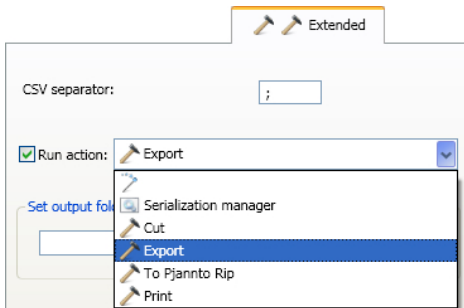 Extended
CSV separator:
;
Run action:
Export
Serialization manager
Set output fol
Cut
Export
To Pjannto Rip
Print